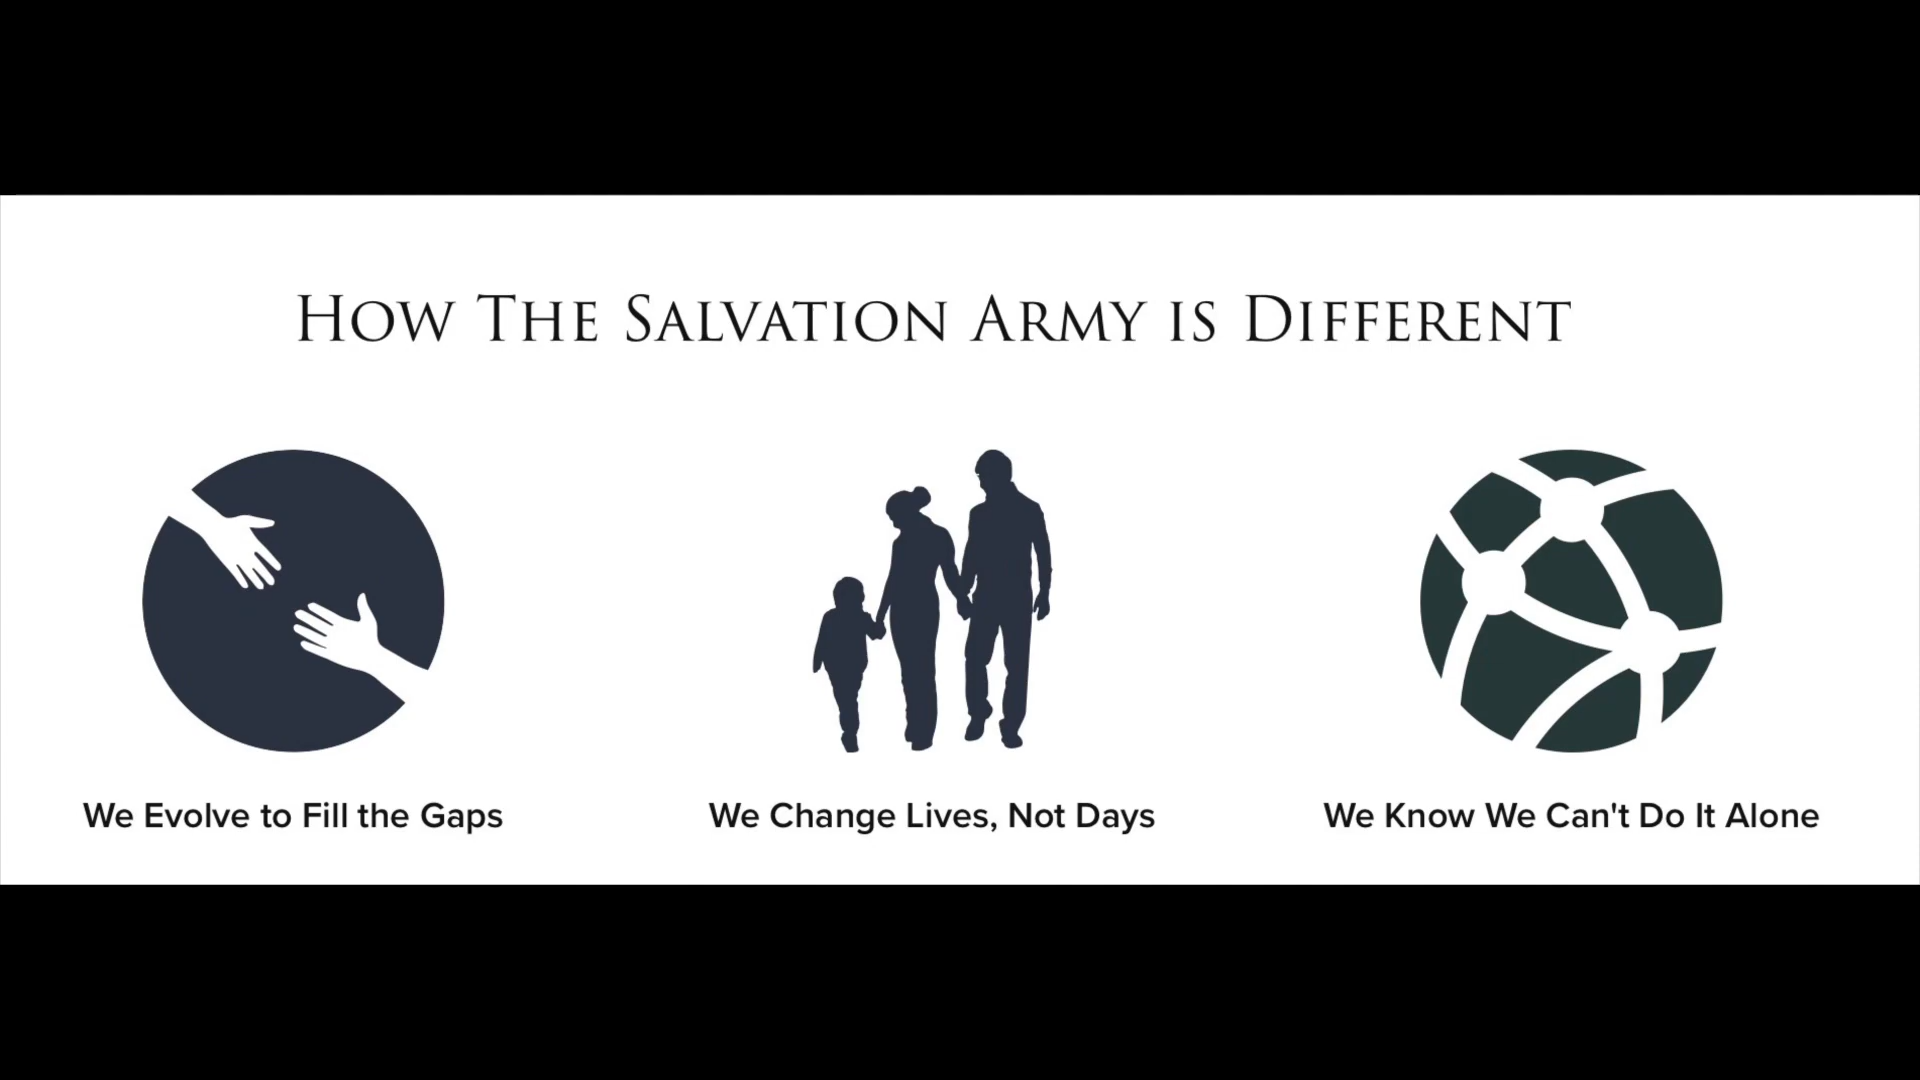 How The Salvation Army is Different
We Evolve to Fill the Gaps
We Change Lives, Not Days
We Know We Can't Do It Alone